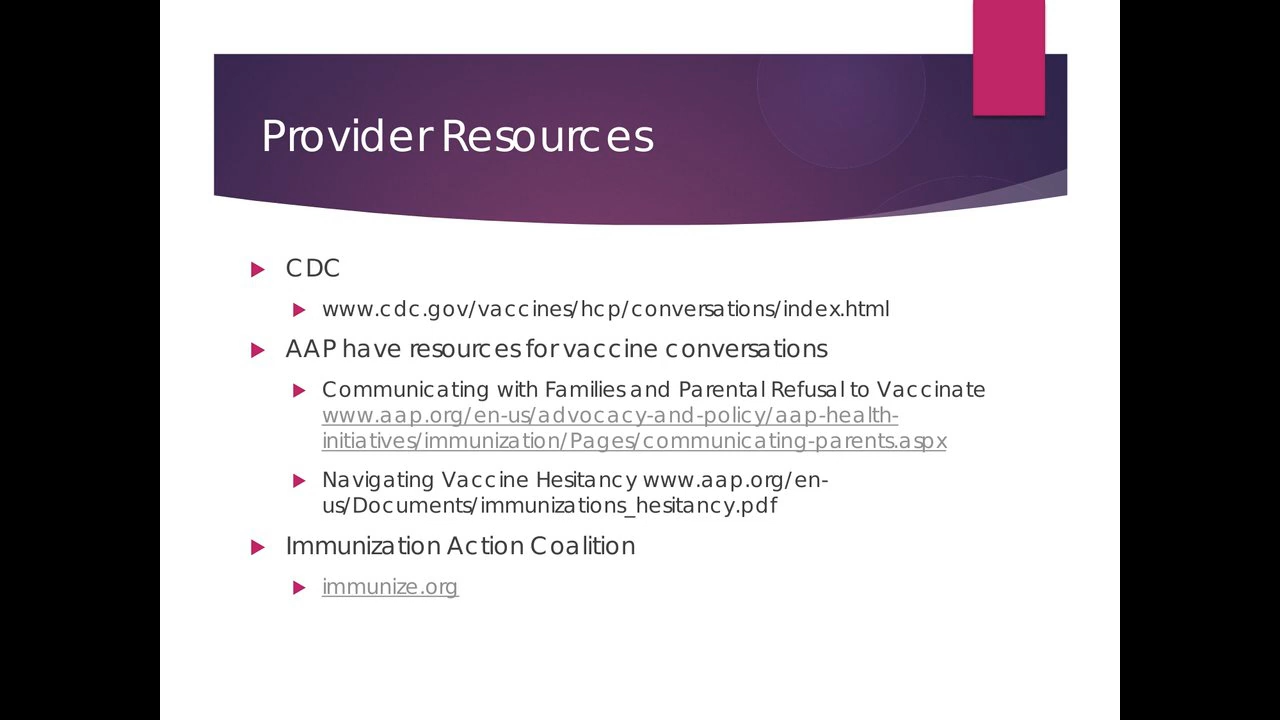 Provider Resources
CDC
www.cdc.gov/vaccines/hcp/conversations/index.html
AAP have resources for vaccine conversations
Communicating with Families and Parental Refusal to Vaccinate
www.aap.org/en-us/advocacy-and-policy/aap-health-
initiatives/immunization/Pages/communicating-parents.aspx
Navigating Vaccine Hesitancy www.aap.org/en-
us/Documents/immunizations_hesitancy.pdf
Immunization Action Coalition
immunize.org